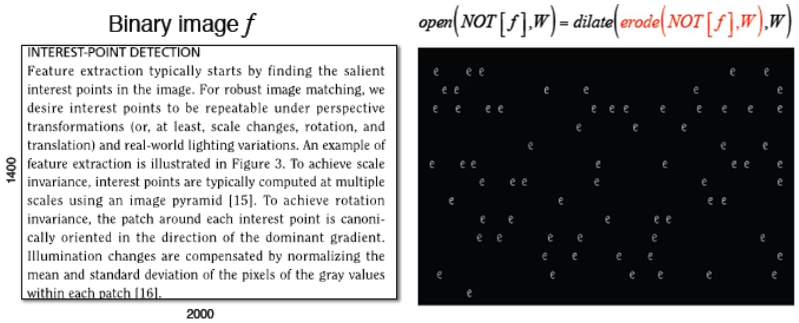 Binary image f
open(NOT[f],W) = dilate(erode(NOT[f],W),W)
INTEREST-POINT DETECTION
Feature extraction typically starts by finding the salient
interest points in the image. For robust image matching, we
desire interest points to be repeatable under perspective
transformations (or, at least, scale changes, rotation, and
translation) and real-world lighting variations. An example of
feature extraction is illustrated in Figure 3. To achieve scale
invariance, interest points are typically computed at multiple
scales using an image pyramid [15]. To achieve rotation
invariance, the patch around each interest point is canoni-
cally oriented in the direction of the dominant gradient.
Illumination changes are compensated by normalizing the
mean and standard deviation of the pixels of the gray values
within each patch [16].
1400
2000
e e e e e
e e e e e e
e e e e e e e e e e e e
e e e
e e e
e e e e e e e e
e e e e e
e e e
e e e e e
e e e e e e
e e e e e
e e e e e
e